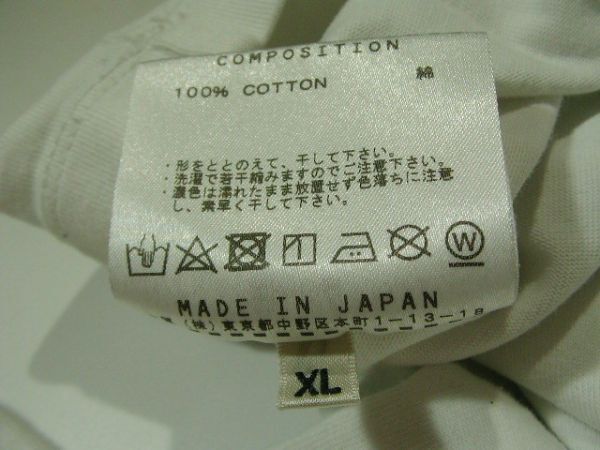 COMPOSITION
100% COTTON 綿
・形をととのえて、干して下さい。
・洗濯で若干縮みますのでご注意下さい。
・濃色は濡れたまま放置せず色落ちに注意
し、素早く干して下さい。
W
MADE IN JAPAN
(株) 東京都中野区本町1-13-18
XL